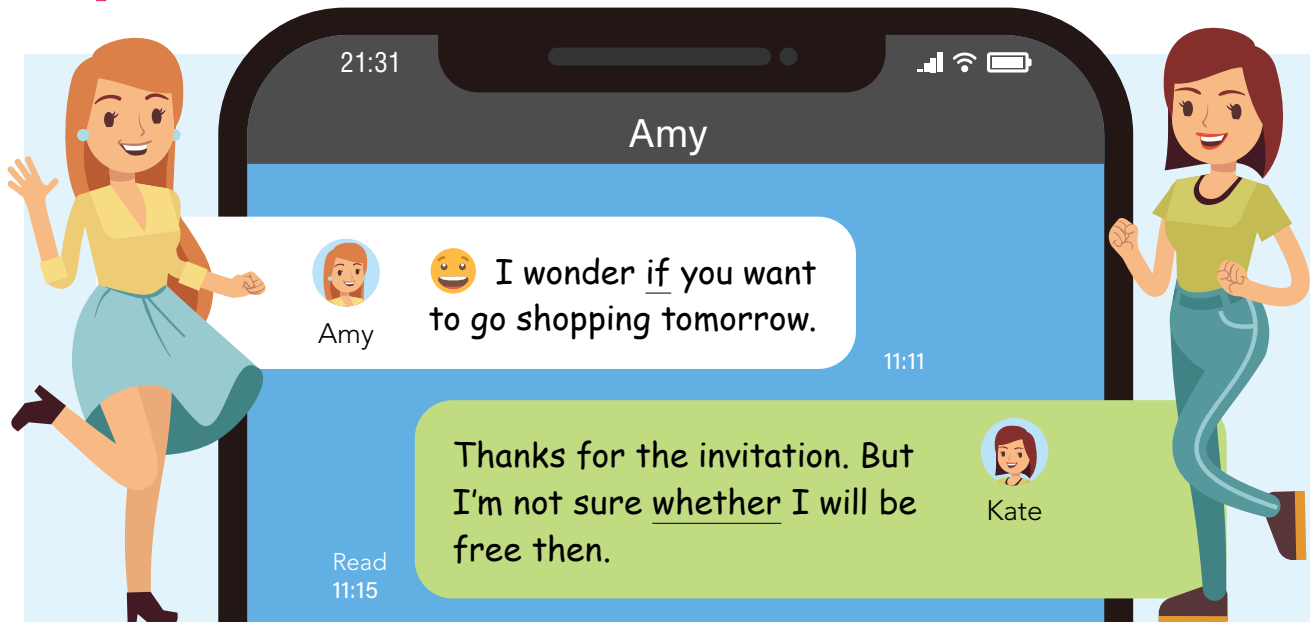 21:31
Amy
I wonder if you want
to go shopping tomorrow.
Amy
11:11
Thanks for the invitation. But
I'm not sure whether I will be
free then.
Kate
Read
11:15